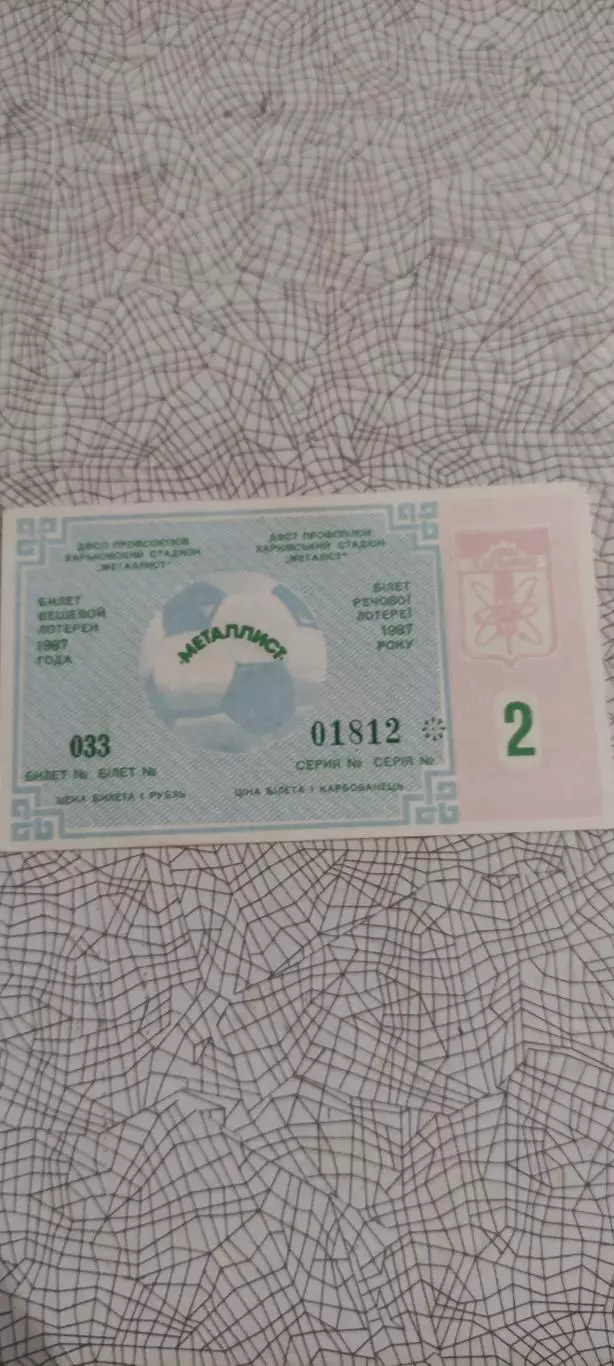 ДФСО ПРОФСОЮЗОВ
ХАРЬКОВСКИЙ СТАДИОН
„МЕТАЛЛИСТ"
ДФСТ ПРОФСПІЛОК
ХАРКІВСЬКИЙ СТАДІОН
„МЕТАЛІСТ"
БИЛЕТ
ВЕЩЕВОЙ
ЛОТЕРЕИ
1987
ГОДА
·МЕТАЛЛИСТ·
БІЛЕТ
РЕЧОВОЇ
ЛОТЕРЕЇ
1987
РОКУ
033
БИЛЕТ № БІЛЕТ №
01812
СЕРИЯ № СЕРІЯ №
ЦЕНА БИЛЕТА 1 РУБЛЬ
ЦІНА БІЛЕТА 1 КАРБОВАНЕЦЬ
2